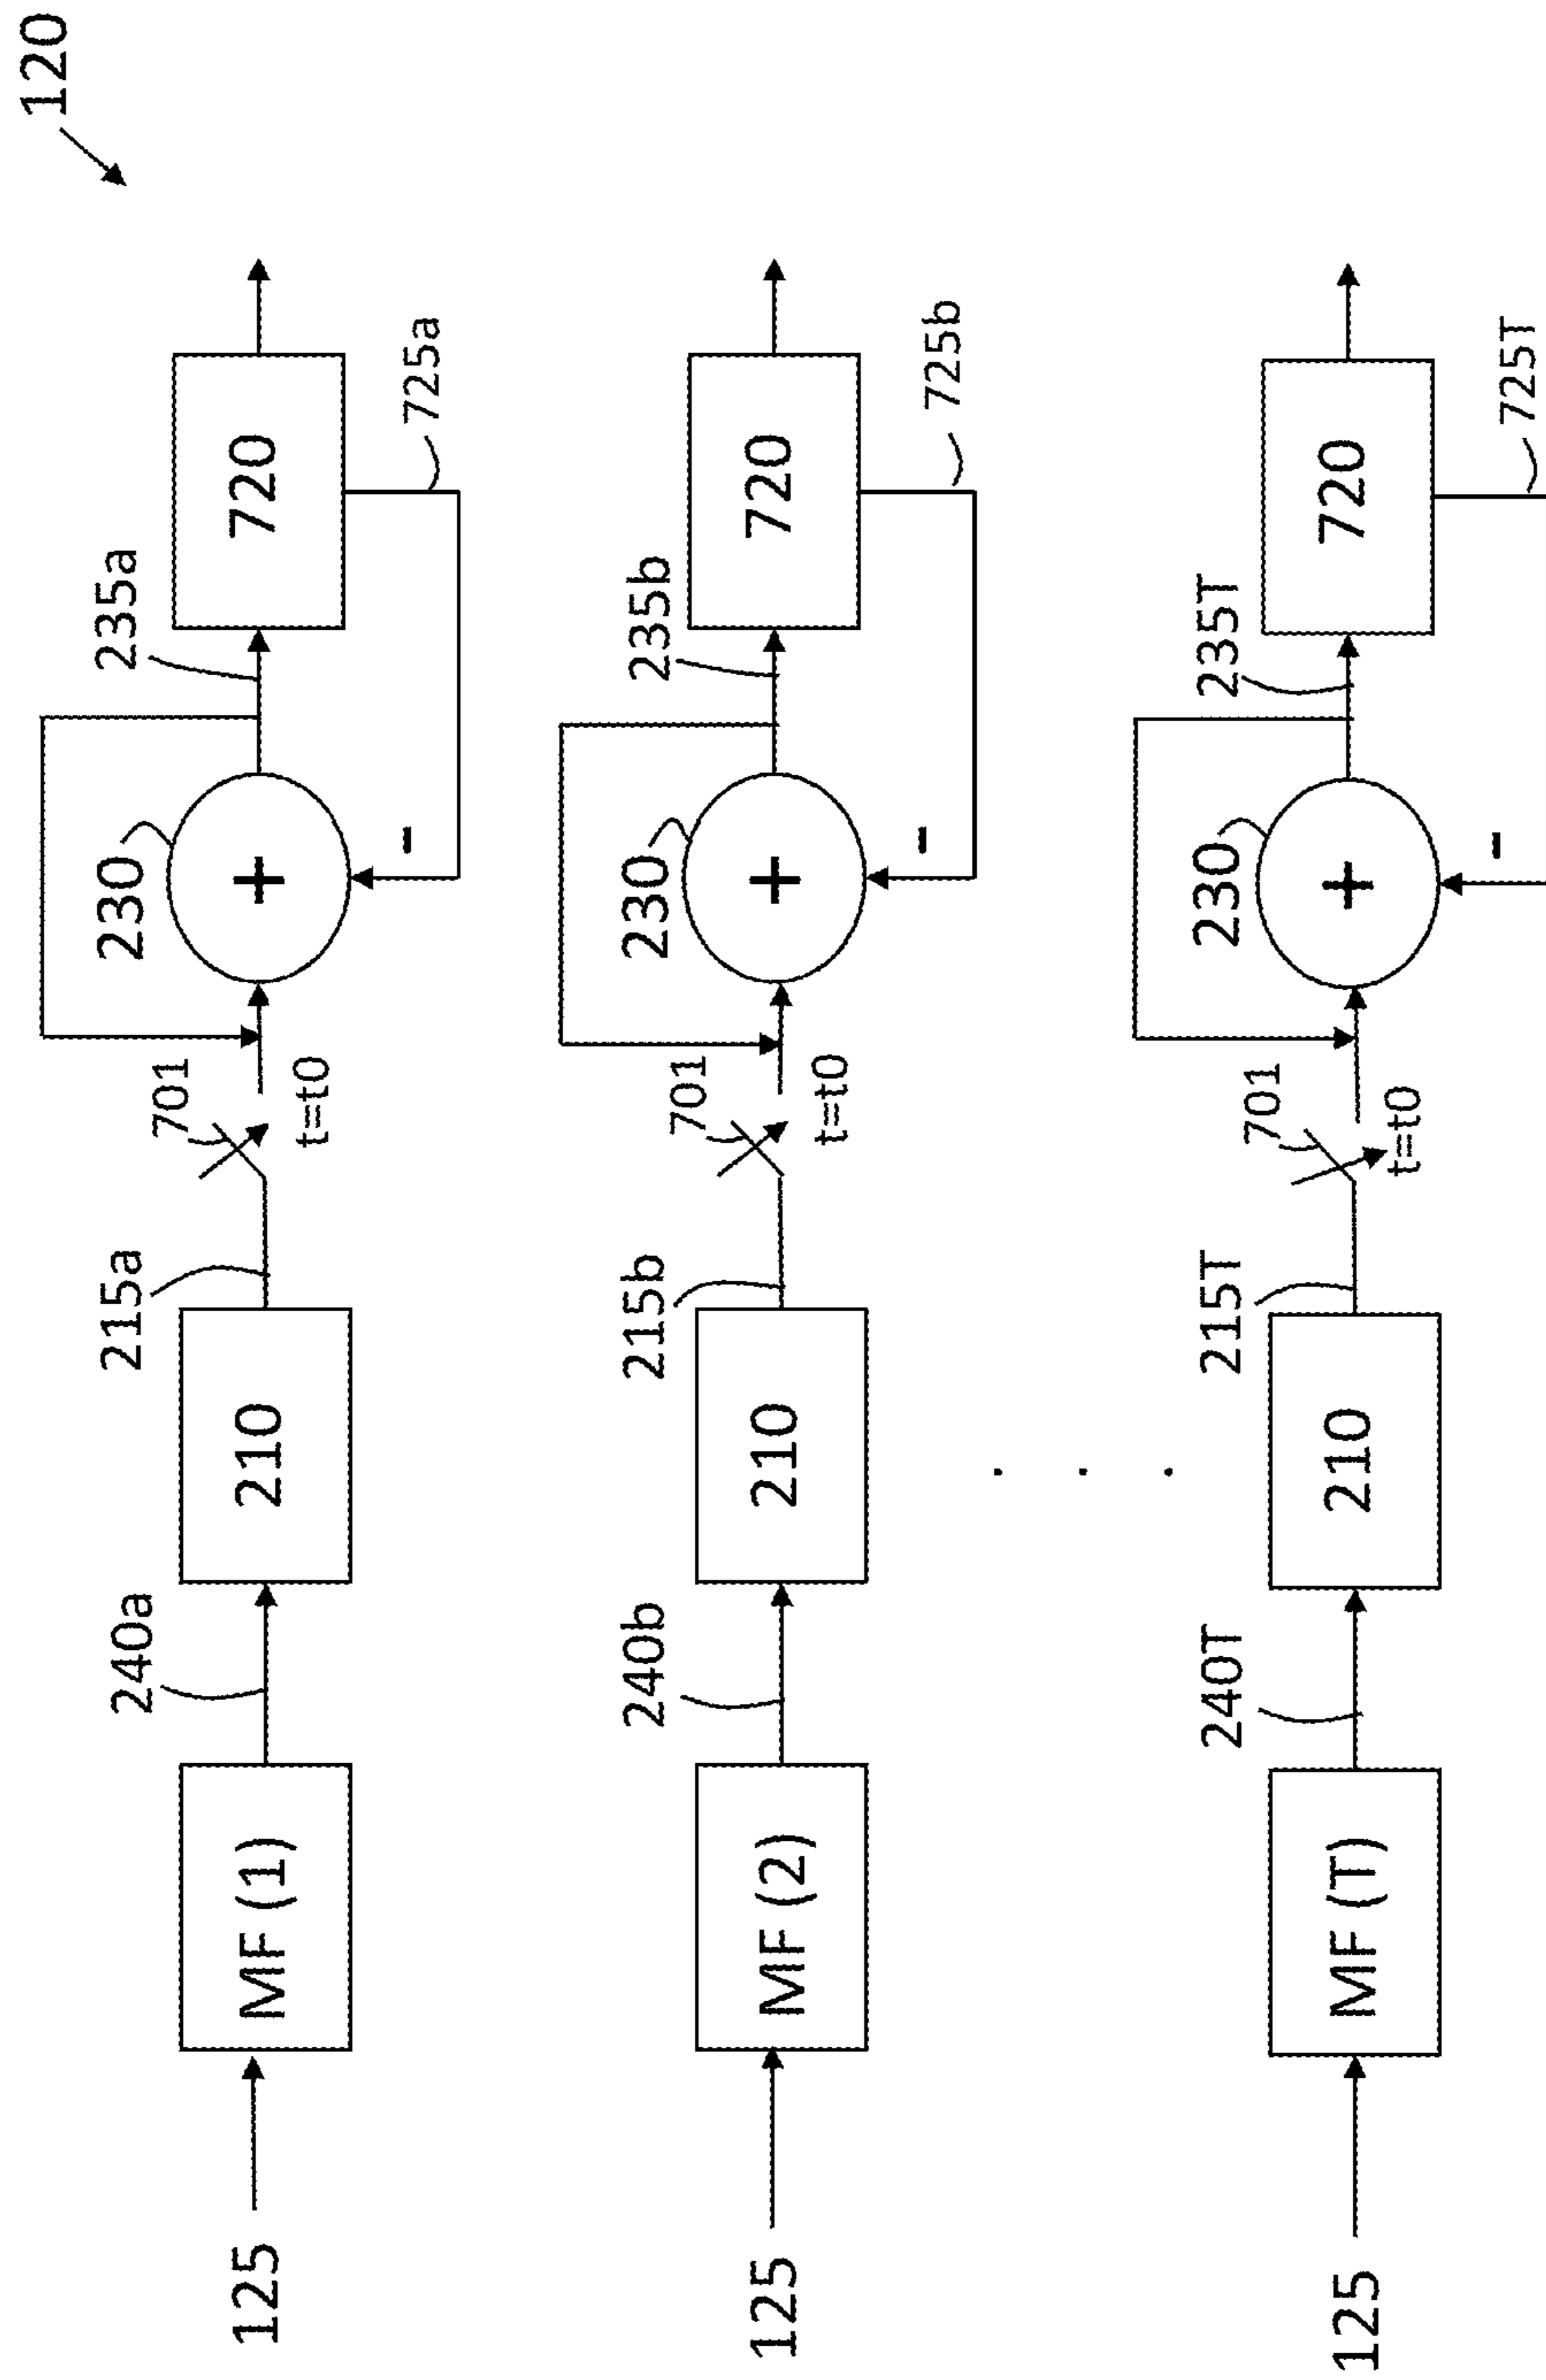 120
125
MF (1)
240a
210
215a
701
t=t0
230
+
-
235a
720
725a
125
MF (2)
240b
210
215b
701
t=t0
230
+
-
235b
720
725b
. . .
125
MF (T)
240T
210
215T
701
t=t0
230
+
-
235T
720
725T